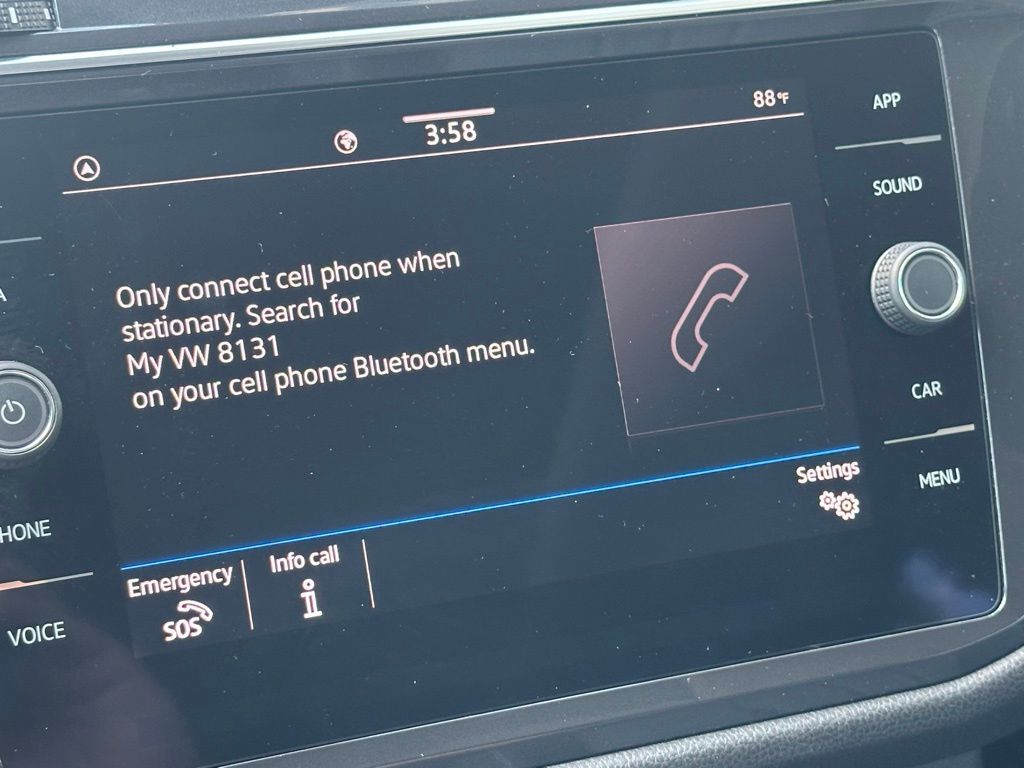 3:58
88°F
APP
SOUND
Only connect cell phone when
stationary. Search for
My VW 8131
on your cell phone Bluetooth menu.
CAR
Settings
MENU
HONE
Emergency
SOS
Info call
VOICE